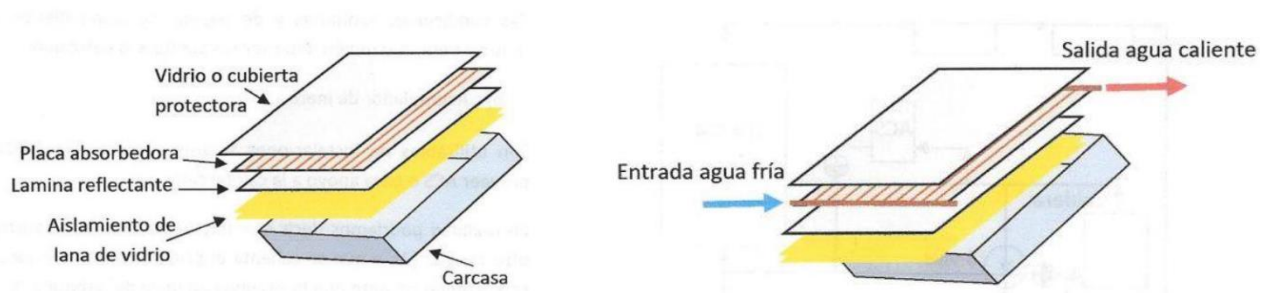 Vidrio o cubierta
protectora
Placa absorbedora
Lamina reflectante
Aislamiento de
lana de vidrio
Carcasa
Salida agua caliente
Entrada agua fría